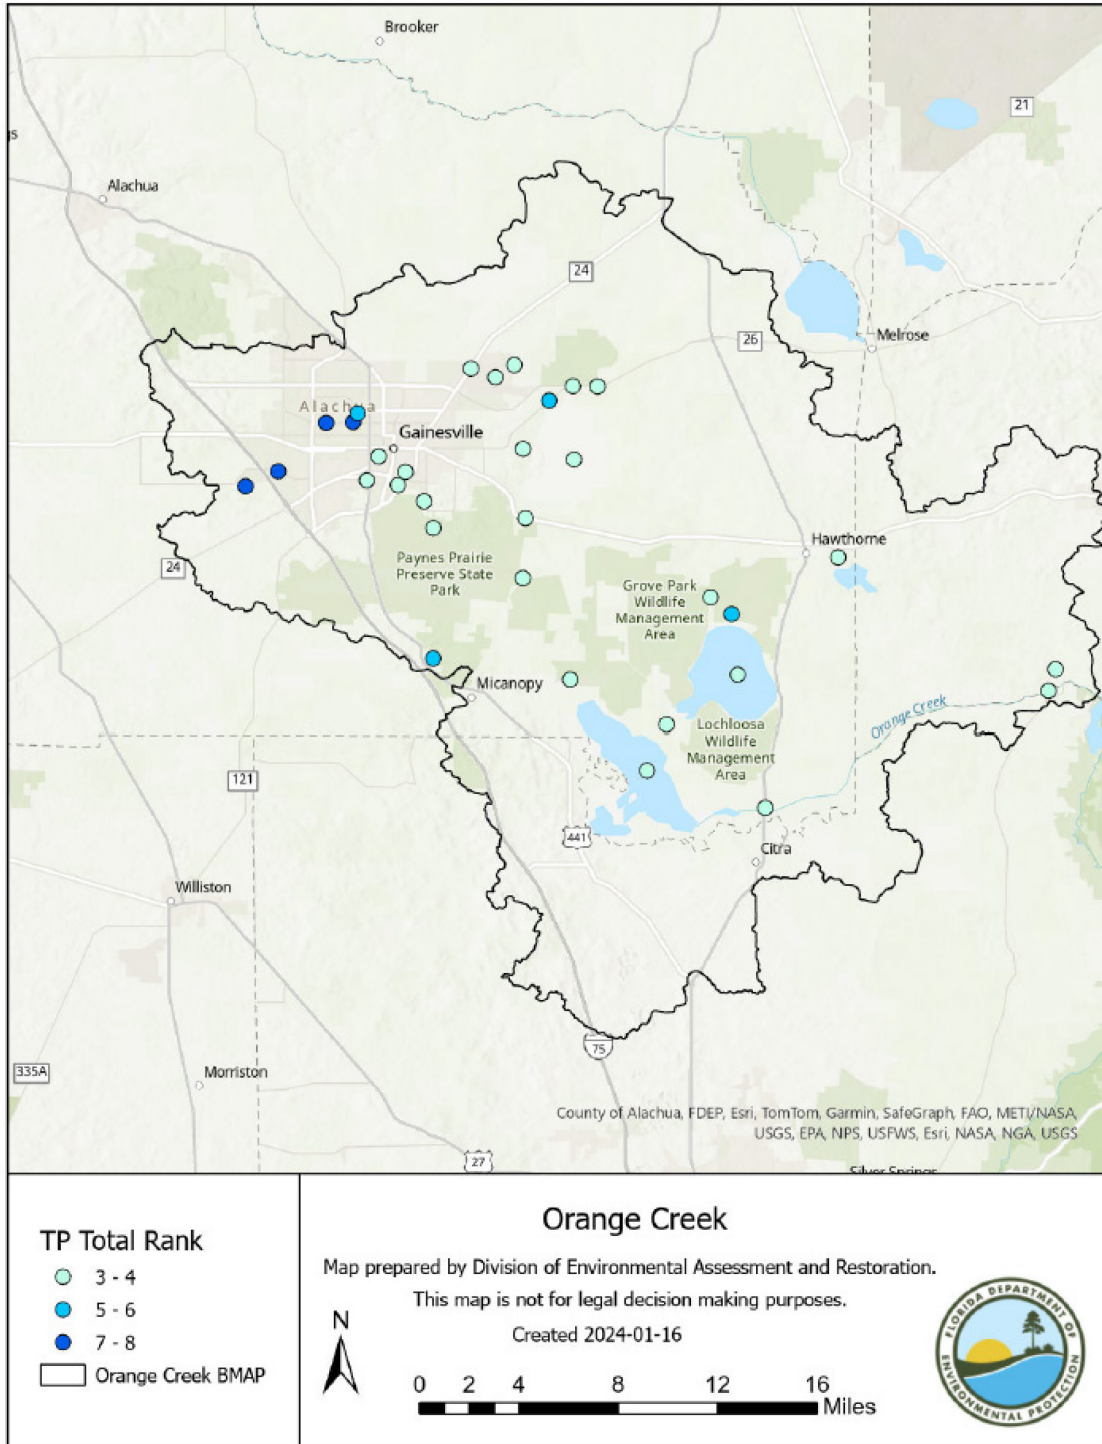 Brooker
21
gs
Alachua
24
26
Melrose
Alachua
Gainesville
Hawthorne
24
Paynes Prairie
Preserve State
Park
Grove Park
Wildlife
Management
Area
Micanopy
Orange Creek
Lochloosa
Wildlife
Management
Area
121
441
Citra
Williston
75
335A
Morriston
County of Alachua, FDEP, Esri, TomTom, Garmin, SafeGraph, FAO, METI/NASA,
USGS, EPA, NPS, USFWS, Esri, NASA, NGA, USGS
27
Silver Springs
TP Total Rank
3 - 4
5 - 6
7 - 8
Orange Creek BMAP
Orange Creek
Map prepared by Division of Environmental Assessment and Restoration.
This map is not for legal decision making purposes.
Created 2024-01-16
N
0 2 4 8 12 16
Miles
FLORIDA DEPARTMENT OF
ENVIRONMENTAL PROTECTION